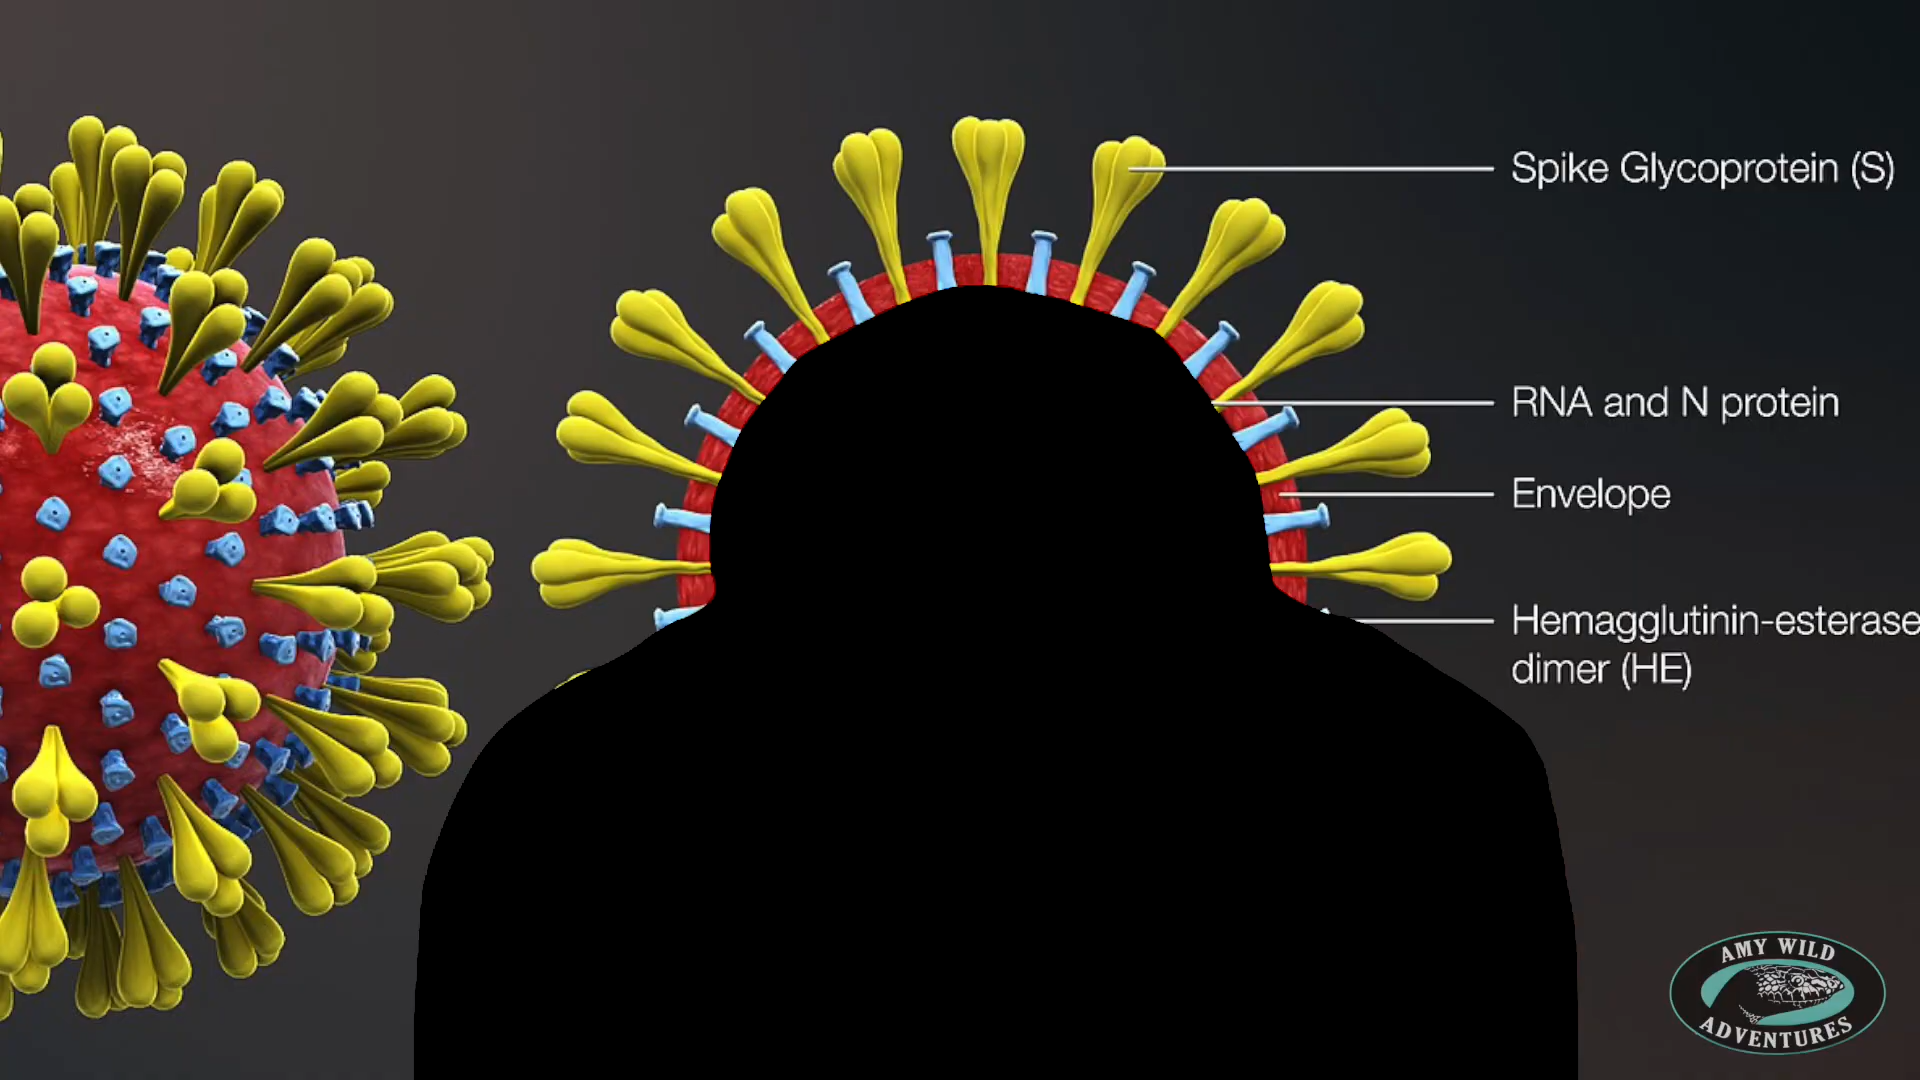 Spike Glycoprotein (S)
RNA and N protein
Envelope
Hemagglutinin-esterase
dimer (HE)
AMY WILD
ADVENTURES